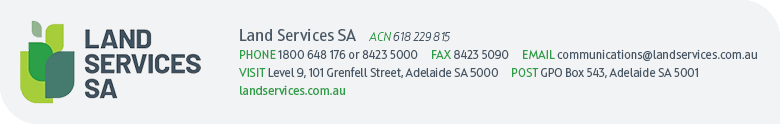 LAND
SERVICES
SA
Land Services SA ACN 618 229 815
PHONE 1800 648 176 or 8423 5000 FAX 8423 5090 EMAIL communications@landservices.com.au
VISIT Level 9, 101 Grenfell Street, Adelaide SA 5000 POST GPO Box 543, Adelaide SA 5001
landservices.com.au